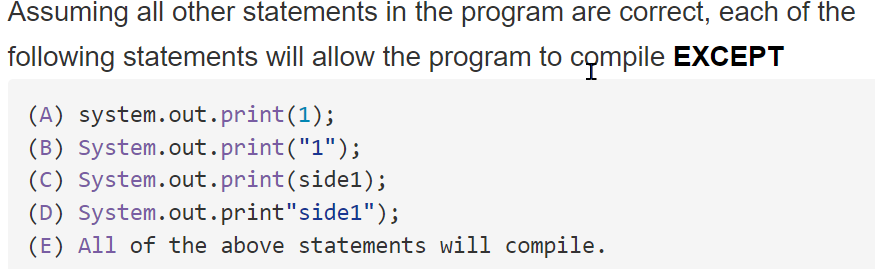 Assuming all other statements in the program are correct, each of the
following statements will allow the program to compile EXCEPT
(A) system.out.print(1);
(B) System.out.print("1");
(C) System.out.print(side1);
(D) System.out.print"side1");
(E) All of the above statements will compile.